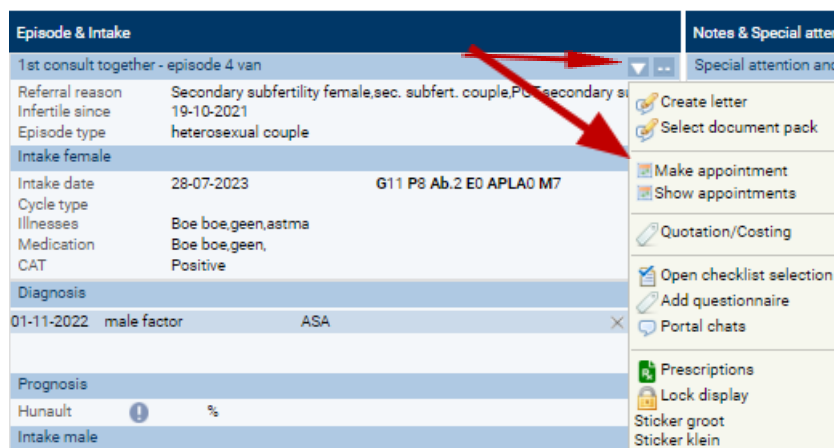 Episode & Intake
Notes & Special atten
1st consult together - episode 4 van
Special attention and
Referral reason Secondary subfertility female,sec. subfert. couple,PCT,secondary su
Infertile since 19-10-2021
Episode type heterosexual couple
Intake female
Intake date 28-07-2023 G11 P8 Ab.2 E0 APLA0 M7
Cycle type
Illnesses Boe boe,geen,astma
Medication Boe boe,geen,
CAT Positive
Diagnosis
01-11-2022 male factor ASA
Prognosis
Hunault %
Intake male
Create letter
Select document pack
Make appointment
Show appointments
Quotation/Costing
Open checklist selection
Add questionnaire
Portal chats
Prescriptions
Lock display
Sticker groot
Sticker klein